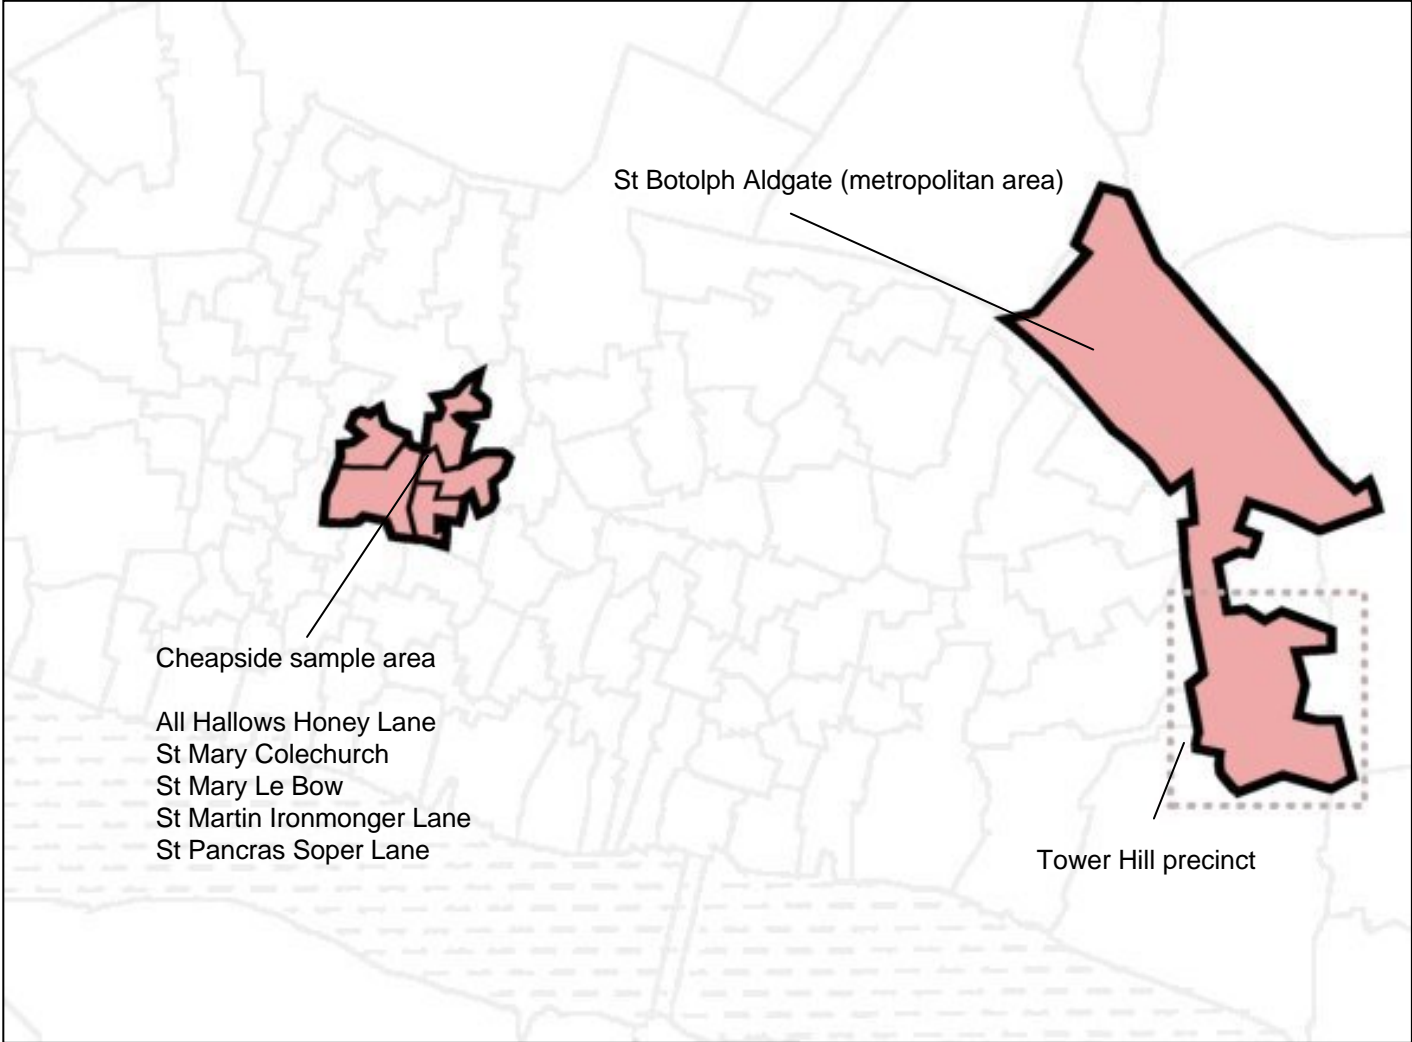 St Botolph Aldgate (metropolitan area)
Cheapside sample area
All Hallows Honey Lane
St Mary Colechurch
St Mary Le Bow
St Martin Ironmonger Lane
St Pancras Soper Lane
Tower Hill precinct